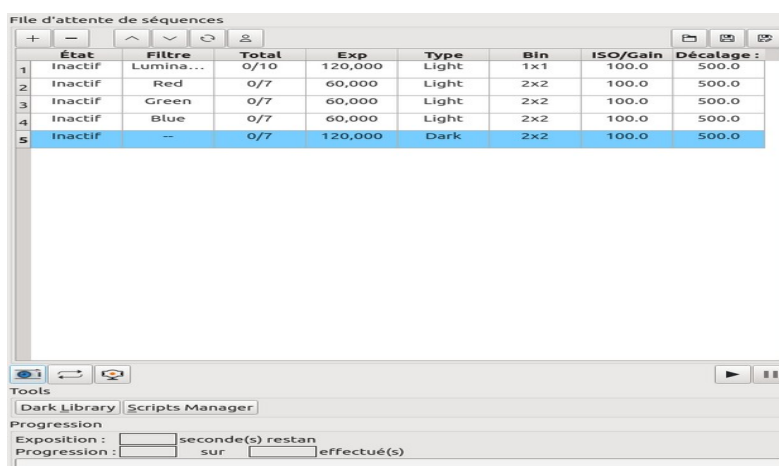 File d'attente de séquences
État Filtre Total Exp Type Bin ISO/Gain Décalage :
1 Inactif Lumina... 0/10 120,000 Light 1x1 100.0 500.0
2 Inactif Red 0/7 60,000 Light 2x2 100.0 500.0
3 Inactif Green 0/7 60,000 Light 2x2 100.0 500.0
4 Inactif Blue 0/7 60,000 Light 2x2 100.0 500.0
5 Inactif -- 0/7 120,000 Dark 2x2 100.0 500.0
Tools
Dark Library Scripts Manager
Progression
Exposition : seconde(s) restan
Progression : sur effectué(s)